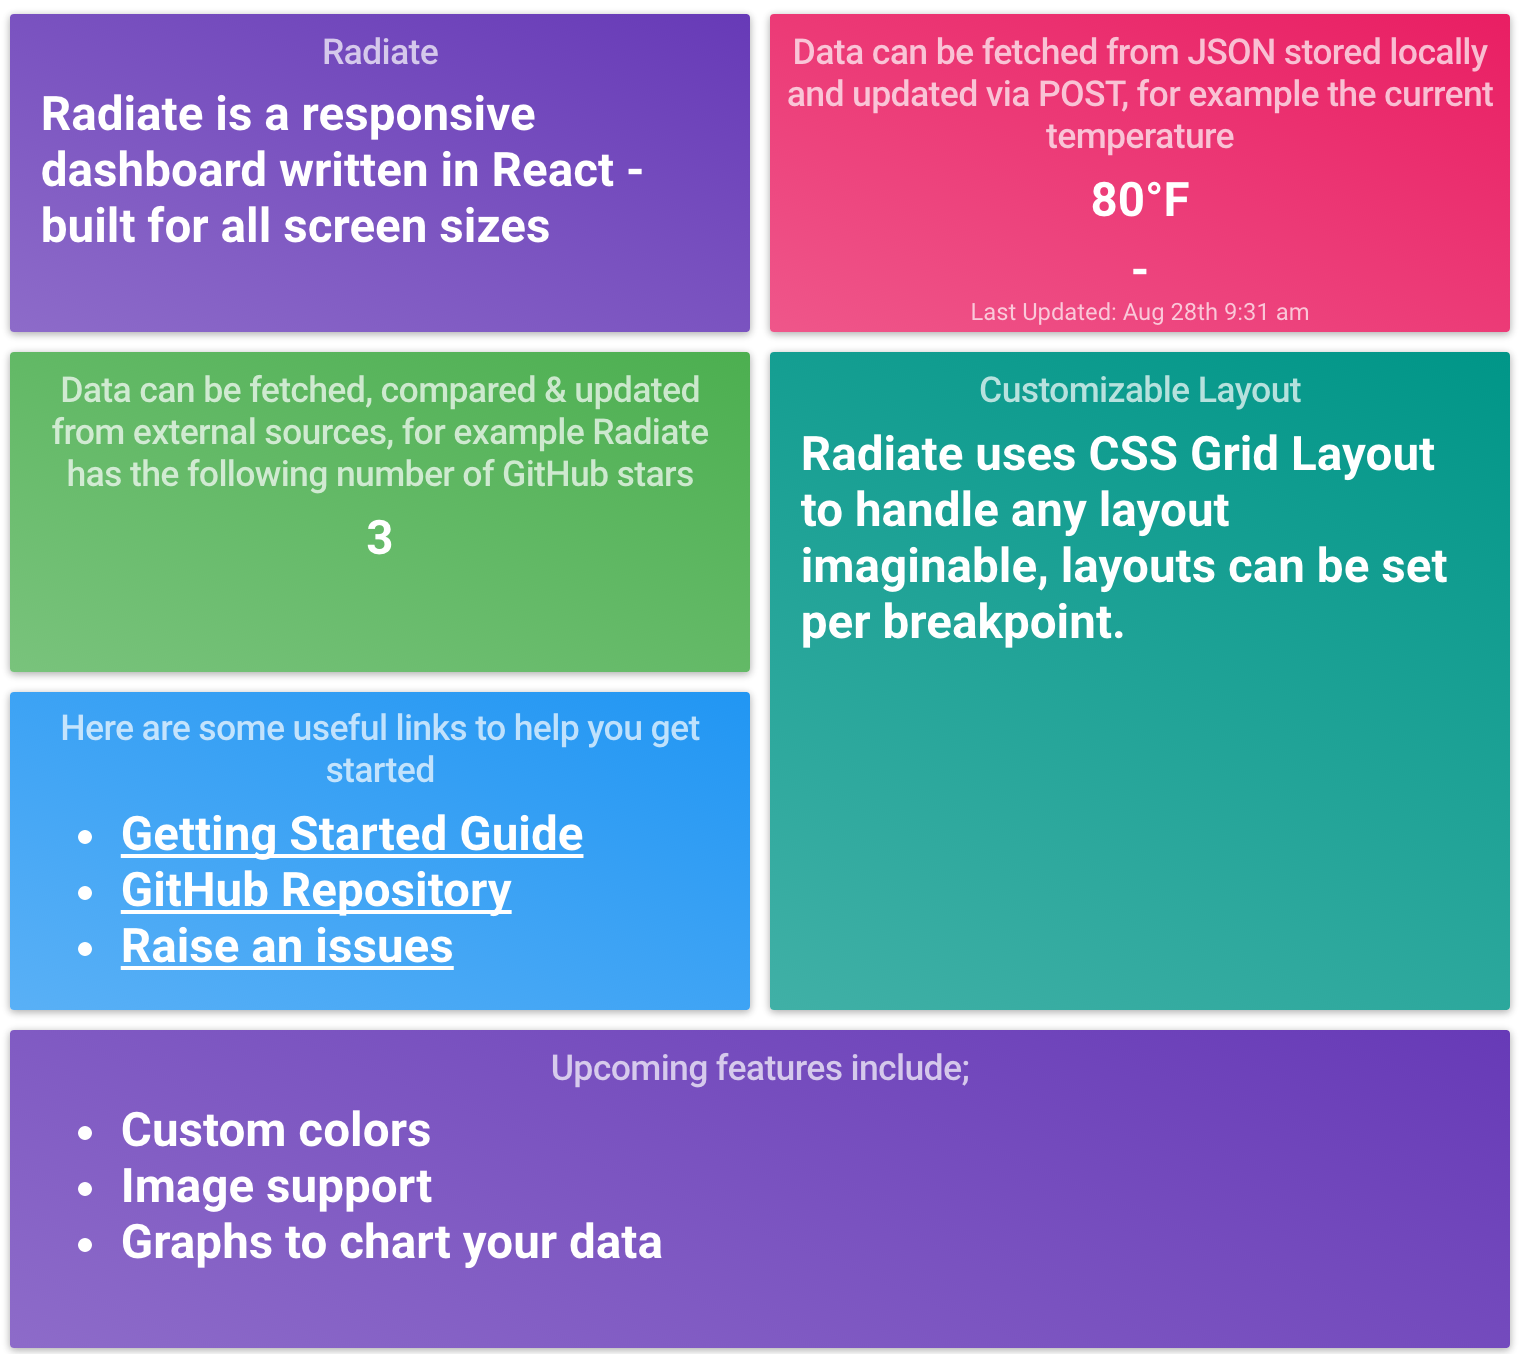 Radiate
Radiate is a responsive
dashboard written in React -
built for all screen sizes
Data can be fetched from JSON stored locally
and updated via POST, for example the current
temperature
80°F
-
Last Updated: Aug 28th 9:31 am
Data can be fetched, compared & updated
from external sources, for example Radiate
has the following number of GitHub stars
3
Customizable Layout
Radiate uses CSS Grid Layout
to handle any layout
imaginable, layouts can be set
per breakpoint.
Here are some useful links to help you get
started
• Getting Started Guide
• GitHub Repository
• Raise an issues
Upcoming features include;
• Custom colors
• Image support
• Graphs to chart your data